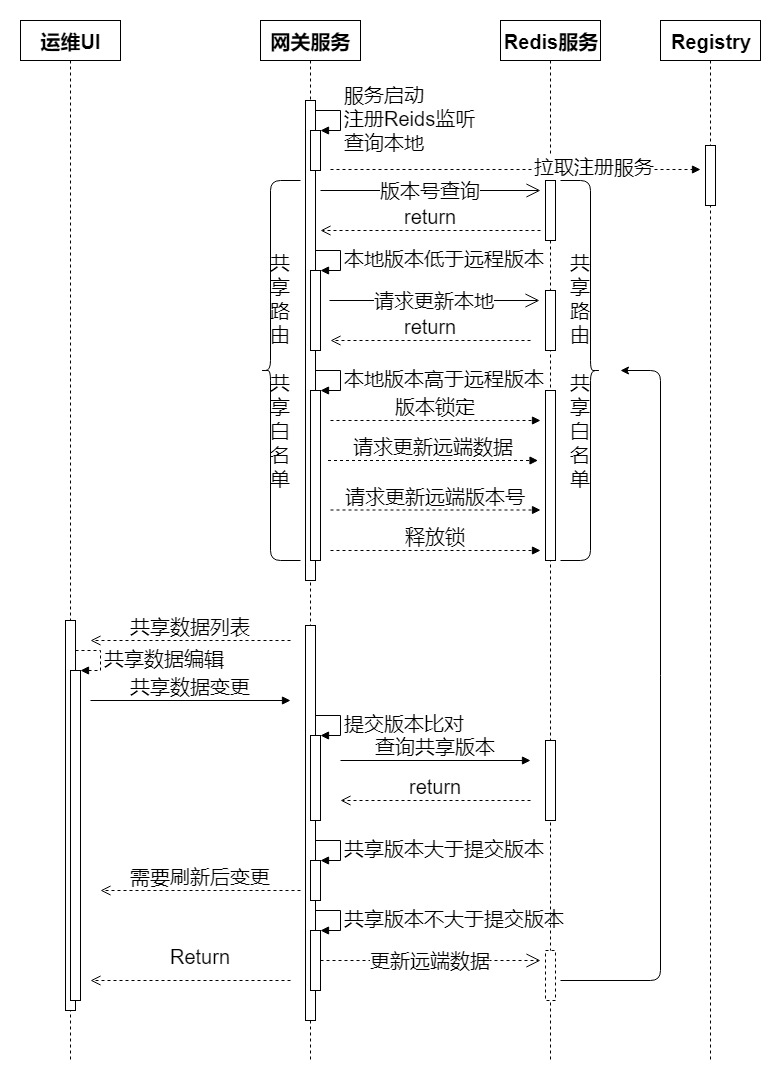 运维UI
网关服务
Redis服务
Registry
服务启动
注册Reids监听
查询本地
拉取注册服务
版本号查询
return
共享路由
共享路由
本地版本低于远程版本
请求更新本地
return
本地版本高于远程版本
共享白名单
共享白名单
版本锁定
请求更新远端数据
请求更新远端版本号
释放锁
共享数据列表
共享数据编辑
共享数据变更
提交版本比对
查询共享版本
return
共享版本大于提交版本
需要刷新后变更
共享版本不大于提交版本
Return
更新远端数据